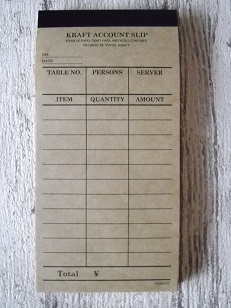 KRAFT ACCOUNT SLIP
NO.
DATE
TABLE NO. PERSONS SERVER
ITEM QUANTITY AMOUNT
Total ¥